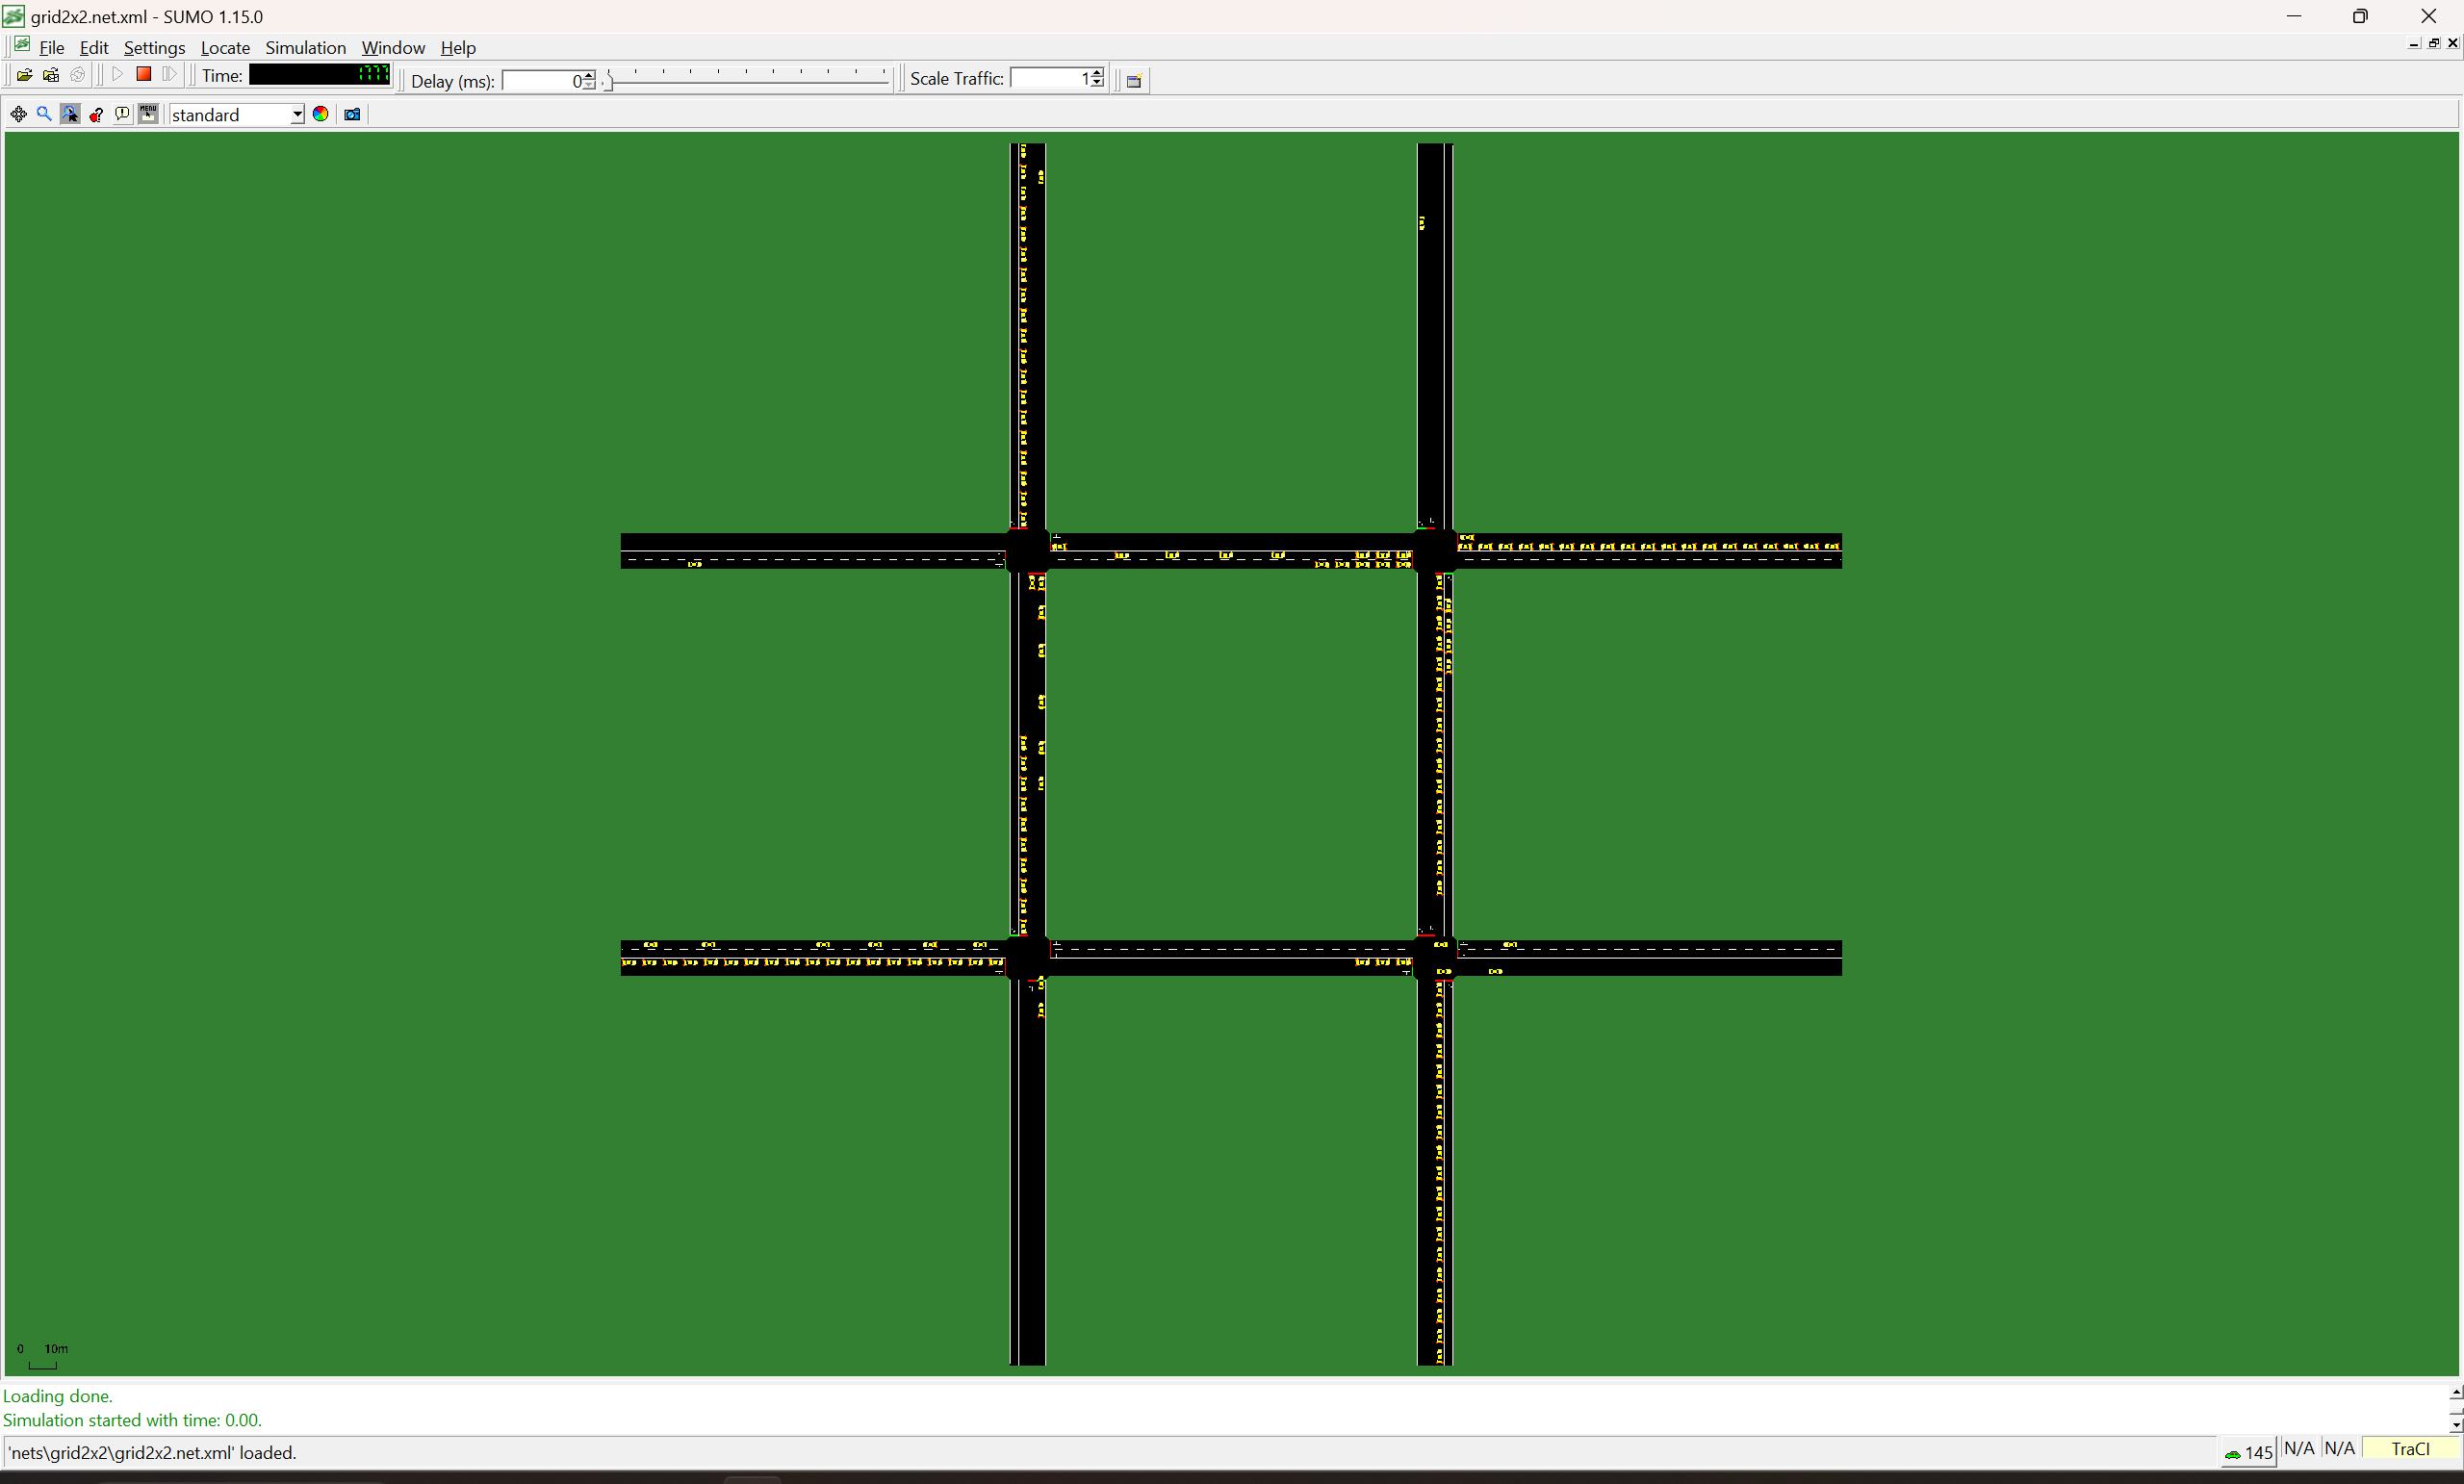 grid2x2.net.xml - SUMO 1.15.0
File Edit Settings Locate Simulation Window Help
Time: Delay (ms): 0 Scale Traffic: 1
MENU standard
0 10m
Loading done.
Simulation started with time: 0.00.
'nets\grid2x2\grid2x2.net.xml' loaded. 145 N/A N/A TraCI